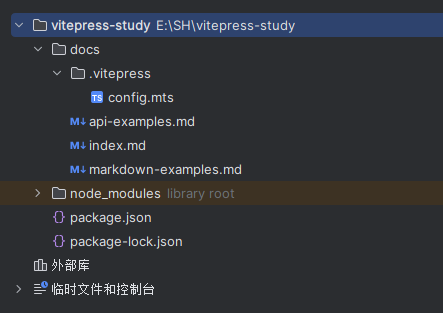 vitepress-study E:\SH\vitepress-study
docs
.vitepress
TS config.mts
M↓ api-examples.md
M↓ index.md
M↓ markdown-examples.md
node_modules library root
{} package.json
{} package-lock.json
外部库
临时文件和控制台